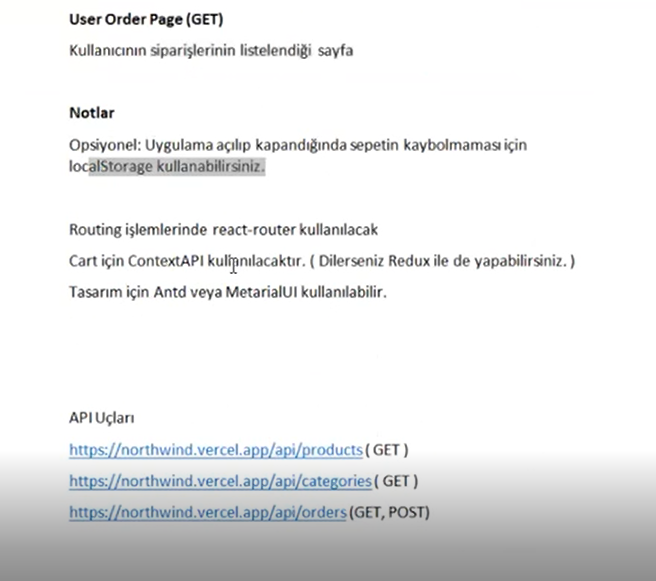 User Order Page (GET)
Kullanıcının siparişlerinin listelendiği sayfa
Notlar
Opsiyonel: Uygulama açılıp kapandığında sepetin kaybolmaması için
localStorage kullanabilirsiniz.
Routing işlemlerinde react-router kullanılacak
Cart için ContextAPI kullanılacaktır. ( Dilerseniz Redux ile de yapabilirsiniz. )
Tasarım için Antd veya MetarialUI kullanılabilir.
API Uçları
https://northwind.vercel.app/api/products ( GET )
https://northwind.vercel.app/api/categories ( GET )
https://northwind.vercel.app/api/orders (GET, POST)